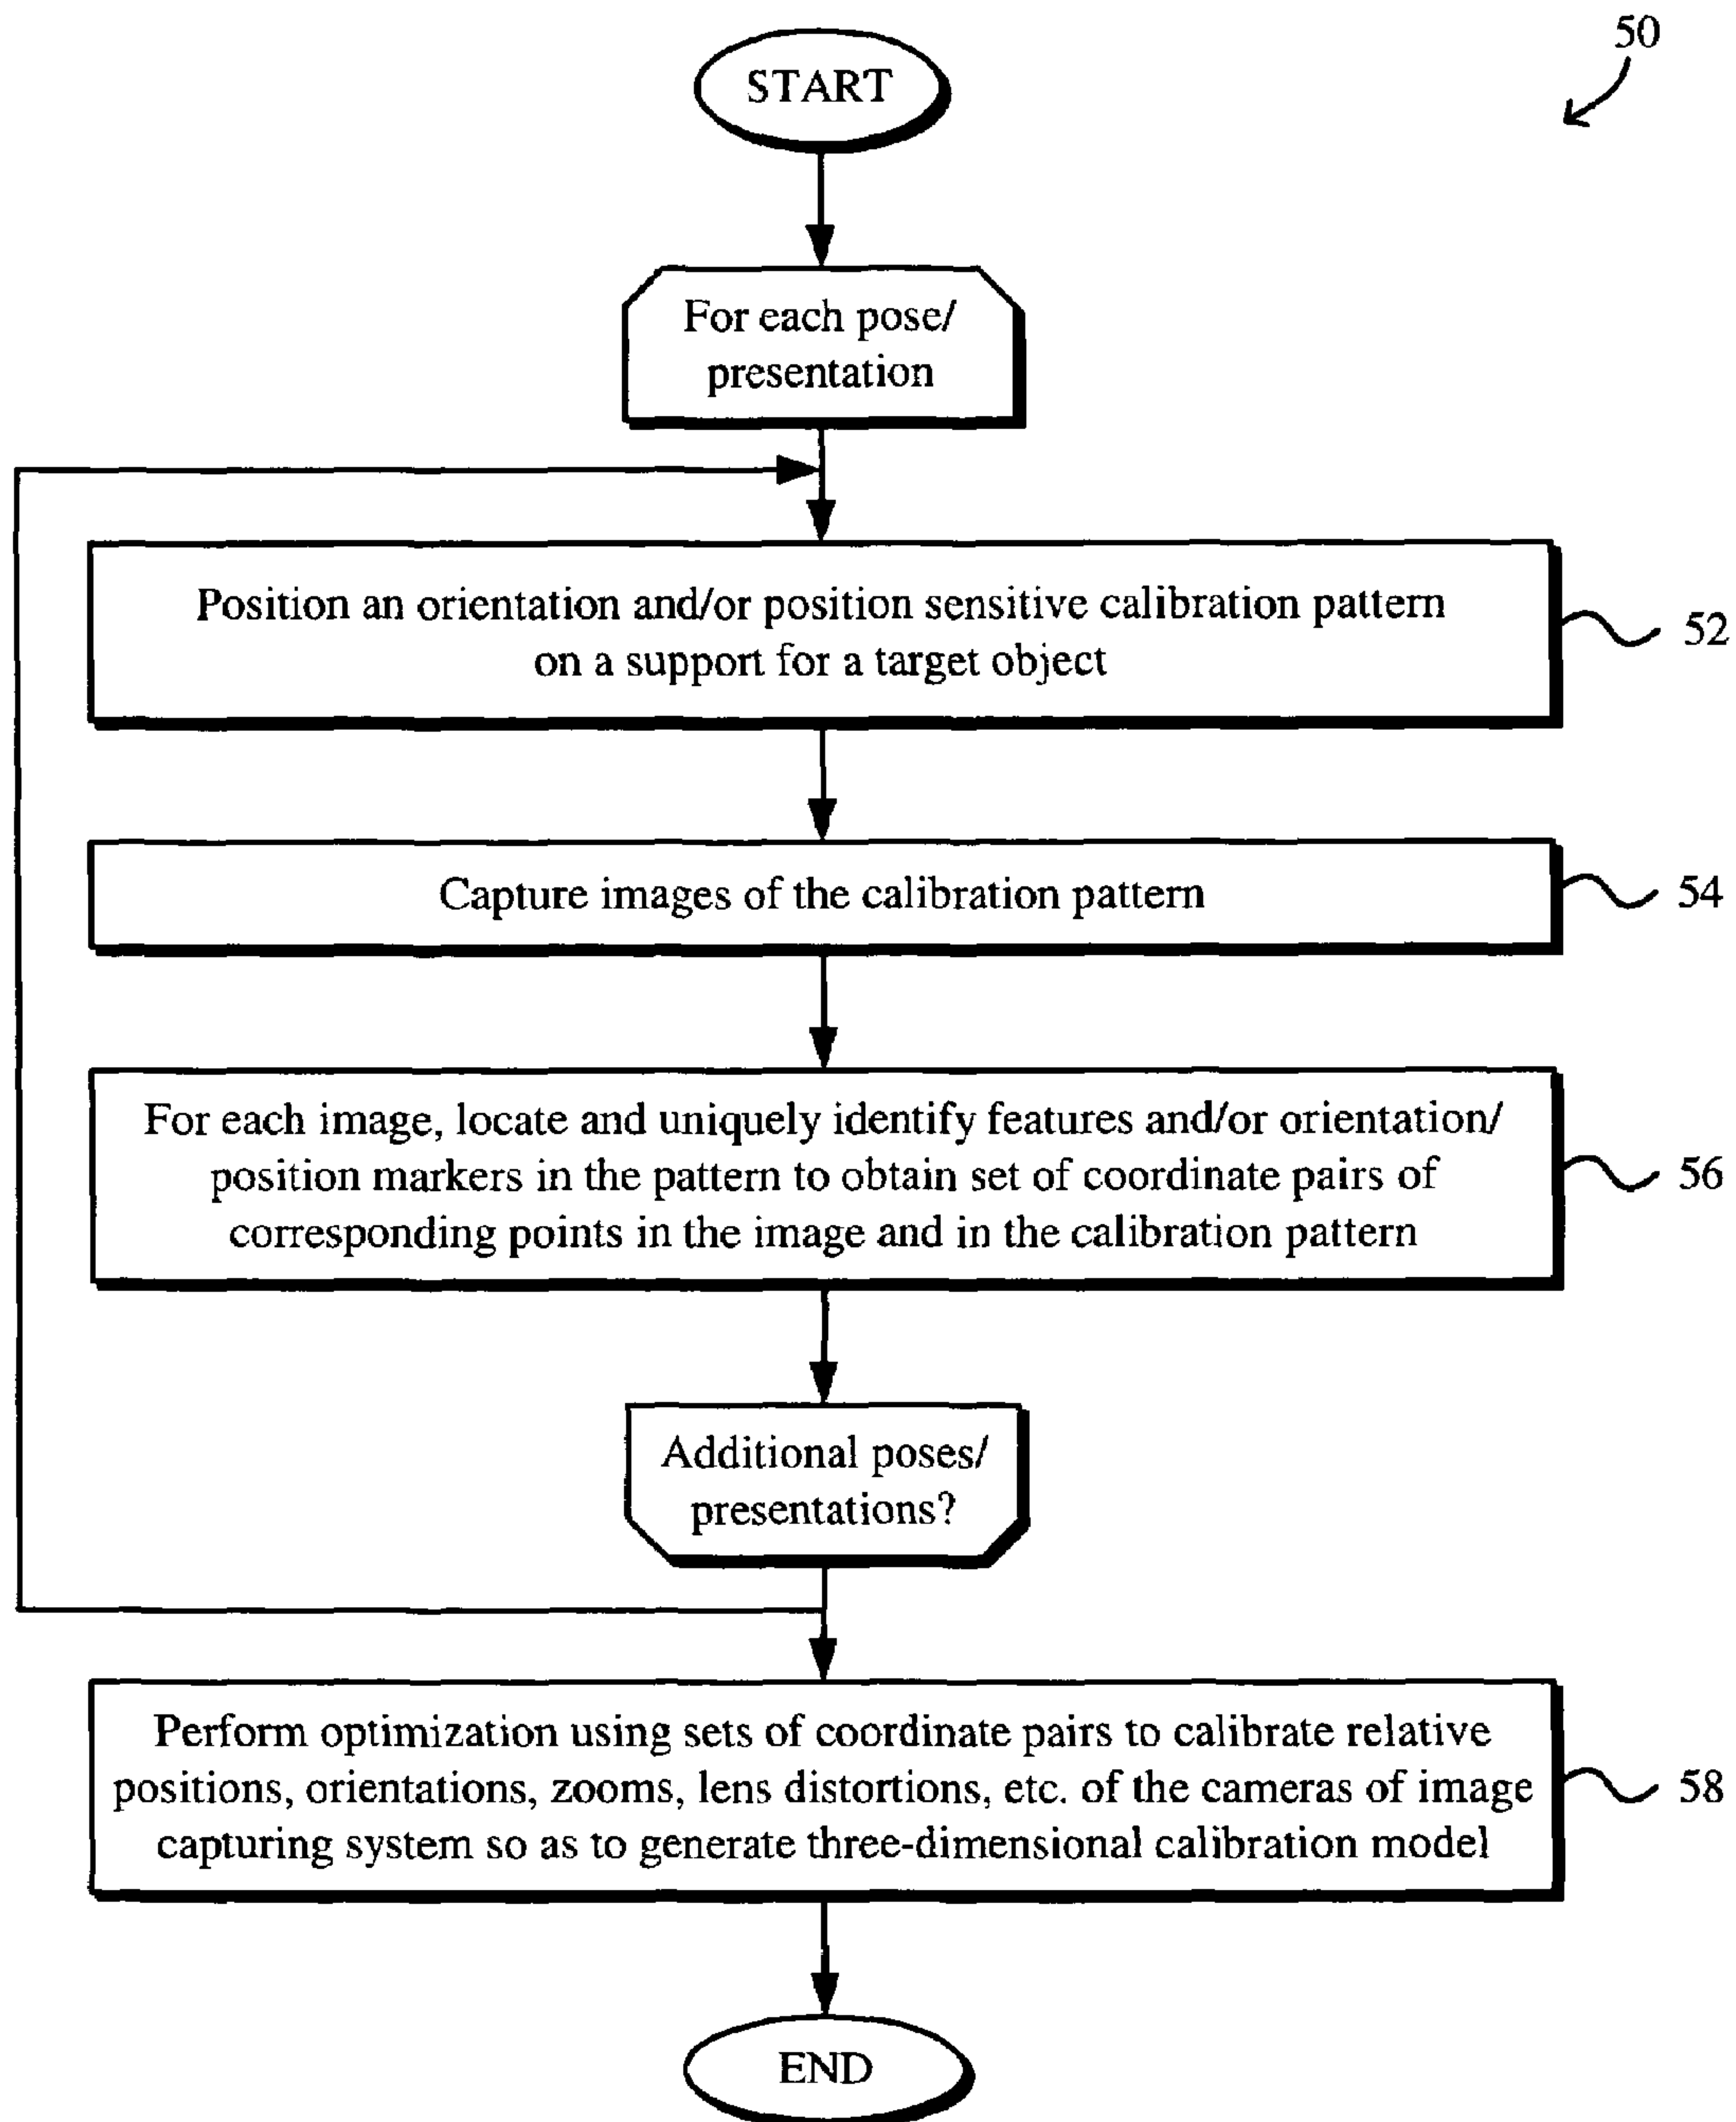 50
START
For each pose/
presentation
Position an orientation and/or position sensitive calibration pattern
on a support for a target object
52
Capture images of the calibration pattern
54
For each image, locate and uniquely identify features and/or orientation/
position markers in the pattern to obtain set of coordinate pairs of
corresponding points in the image and in the calibration pattern
56
Additional poses/
presentations?
Perform optimization using sets of coordinate pairs to calibrate relative
positions, orientations, zooms, lens distortions, etc. of the cameras of image
capturing system so as to generate three-dimensional calibration model
58
END